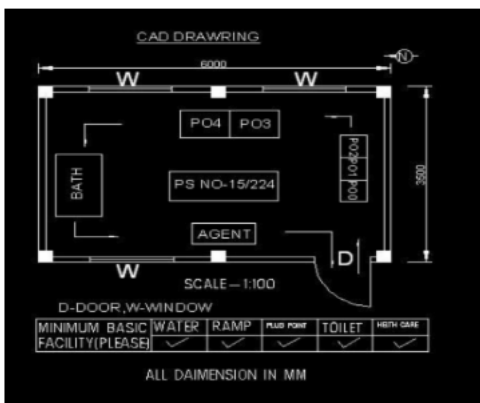 CAD DRAWRING
N
6000
W W
PO4 PO3
PO2 PO1 PO0
3500
BATH
PS NO-15/224
AGENT
D
W
SCALE-1:100
D-DOOR,W-WINDOW
MINIMUM BASIC FACILITY(PLEASE) WATER RAMP PLUG POINT TOILET HEITH CARE
ALL DAIMENSION IN MM